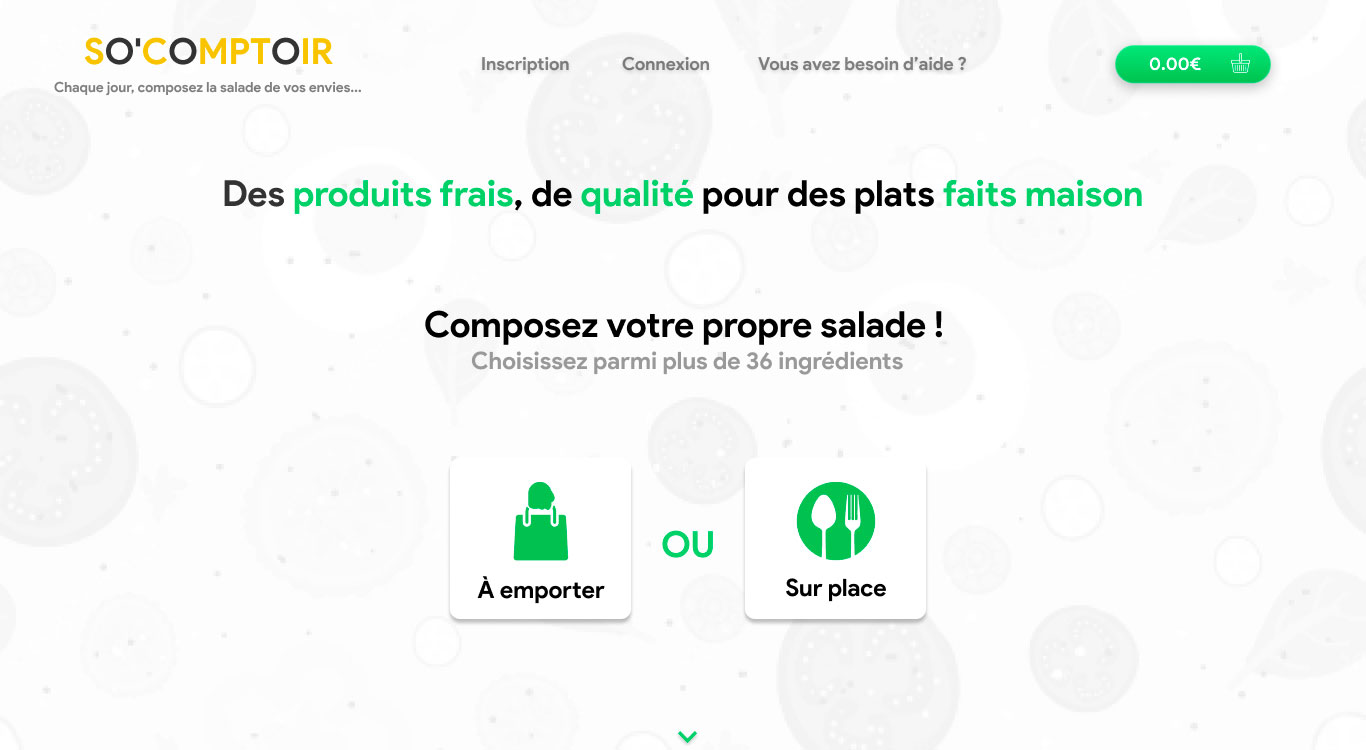 SO'COMPTOIR
Chaque jour, composez la salade de vos envies...
Inscription
Connexion
Vous avez besoin d’aide ?
0.00€
Des produits frais, de qualité pour des plats faits maison
Composez votre propre salade !
Choisissez parmi plus de 36 ingrédients
À emporter
OU
Sur place